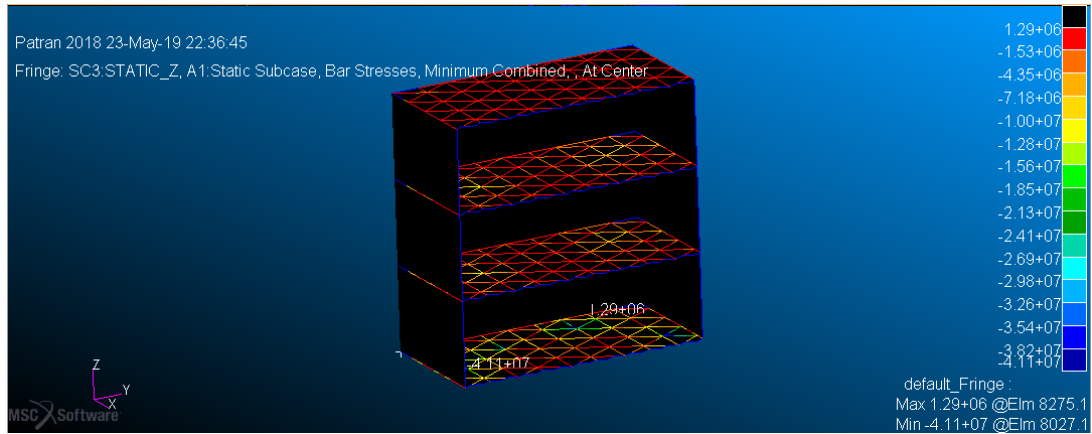 Patran 2018 23-May-19 22:36:45
Fringe: SC3:STATIC_Z, A1:Static Subcase, Bar Stresses, Minimum Combined, , At Center
1.29+06
-1.53+06
-4.35+06
-7.18+06
-1.00+07
-1.28+07
-1.56+07
-1.85+07
-2.13+07
-2.41+07
-2.69+07
-2.98+07
-3.26+07
-3.54+07
-3.82+07
-4.11+07
1.29+06
-4.11+07
Z
Y
X
MSC Software
default_Fringe :
Max 1.29+06 @Elm 8275.1
Min -4.11+07 @Elm 8027.1